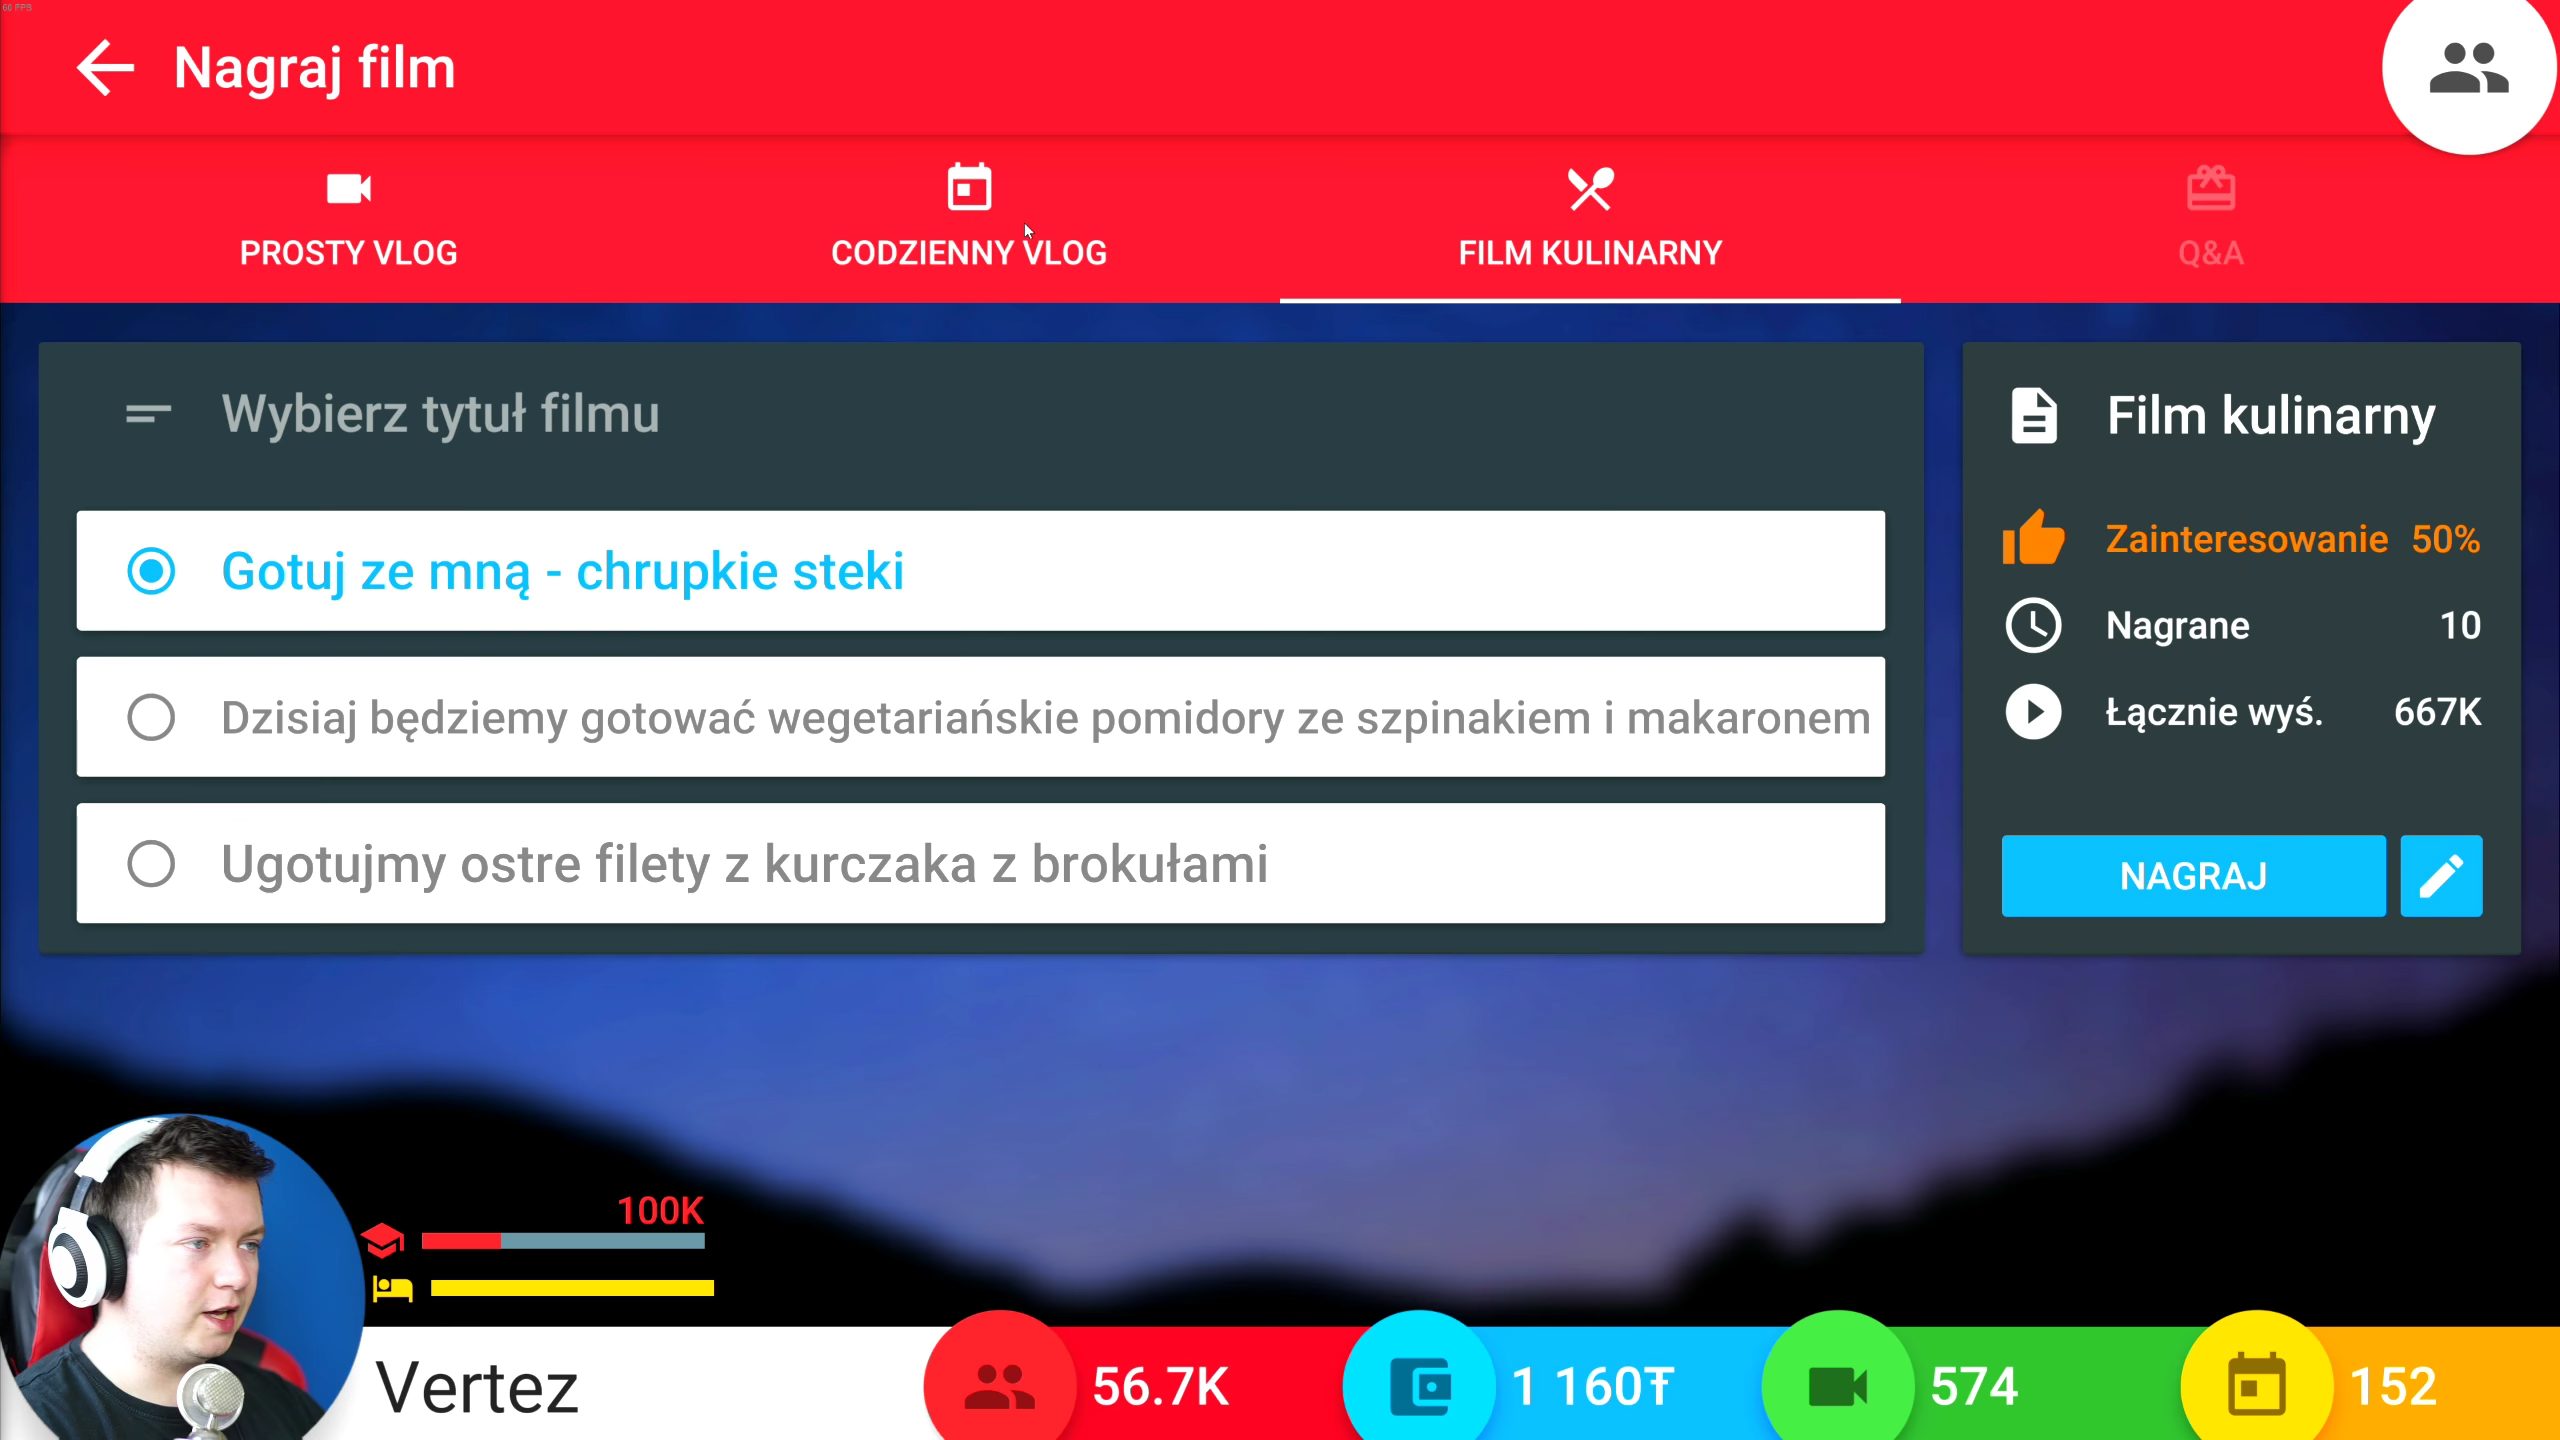 60 FPS
Nagraj film
PROSTY VLOG
CODZIENNY VLOG
FILM KULINARNY
Q&A
Wybierz tytuł filmu
Gotuj ze mną - chrupkie steki
Dzisiaj będziemy gotować wegetariańskie pomidory ze szpinakiem i makaronem
Ugotujmy ostre filety z kurczaka z brokułami
Film kulinarny
Zainteresowanie 50%
Nagrane 10
Łącznie wyś. 667K
NAGRAJ
100K
Vertez
56.7K
1 160Ŧ
574
152